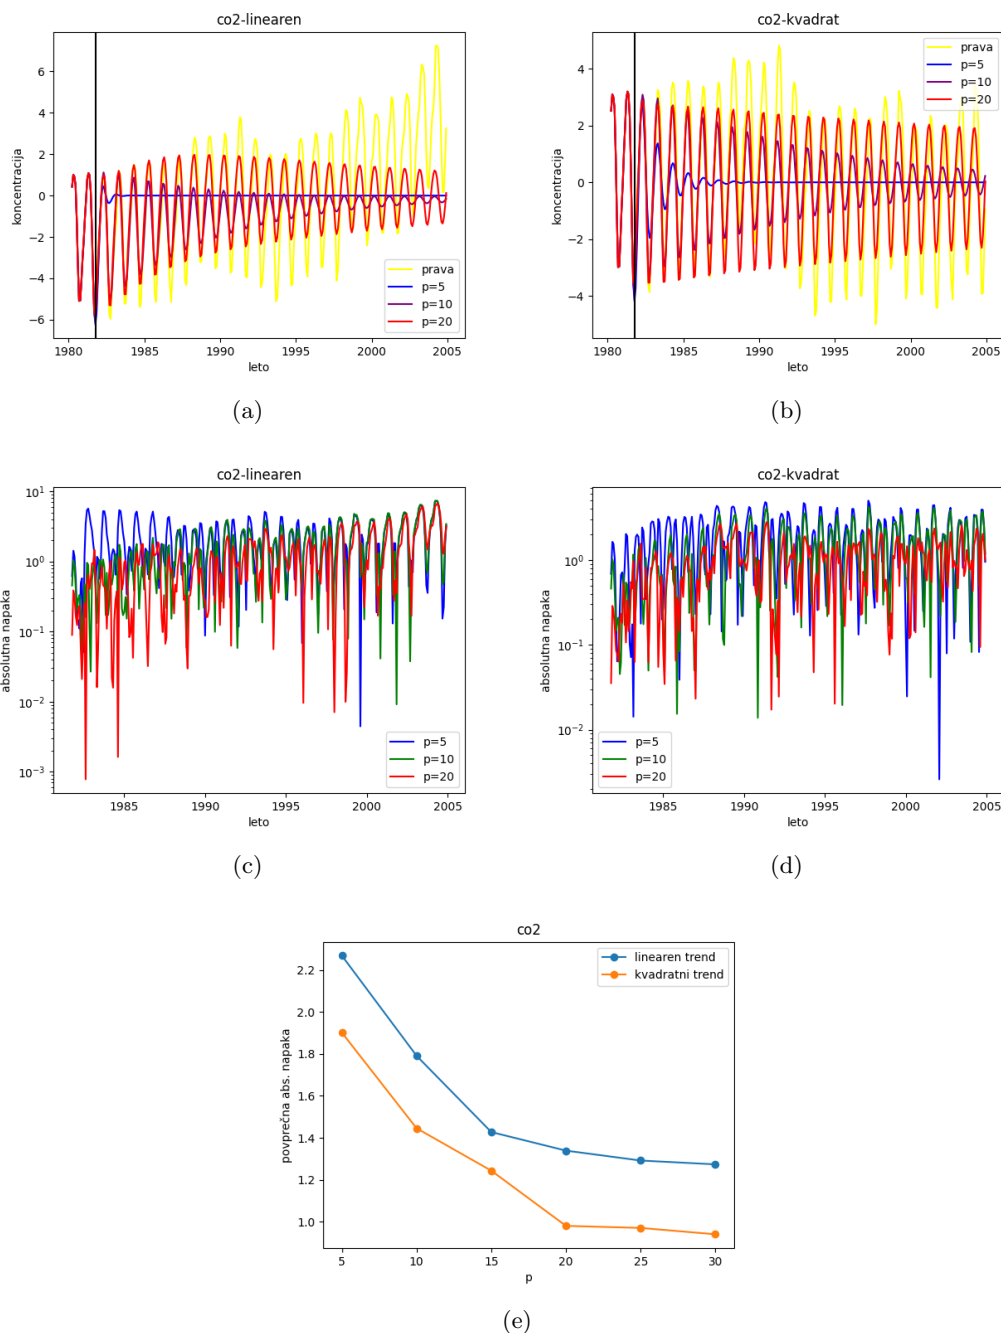 co2-linearen
6
4
2
0
−2
−4
−6
koncentracija
prava
p=5
p=10
p=20
1980 1985 1990 1995 2000 2005
leto
(a)
co2-kvadrat
4
2
0
−2
−4
koncentracija
prava
p=5
p=10
p=20
1980 1985 1990 1995 2000 2005
leto
(b)
co2-linearen
10^1
10^0
10^−1
10^−2
10^−3
absolutna napaka
p=5
p=10
p=20
1985 1990 1995 2000 2005
leto
(c)
co2-kvadrat
10^0
10^−1
10^−2
absolutna napaka
p=5
p=10
p=20
1985 1990 1995 2000 2005
leto
(d)
co2
2.2
2.0
1.8
1.6
1.4
1.2
1.0
povprečna abs. napaka
linearen trend
kvadratni trend
5 10 15 20 25 30
p
(e)